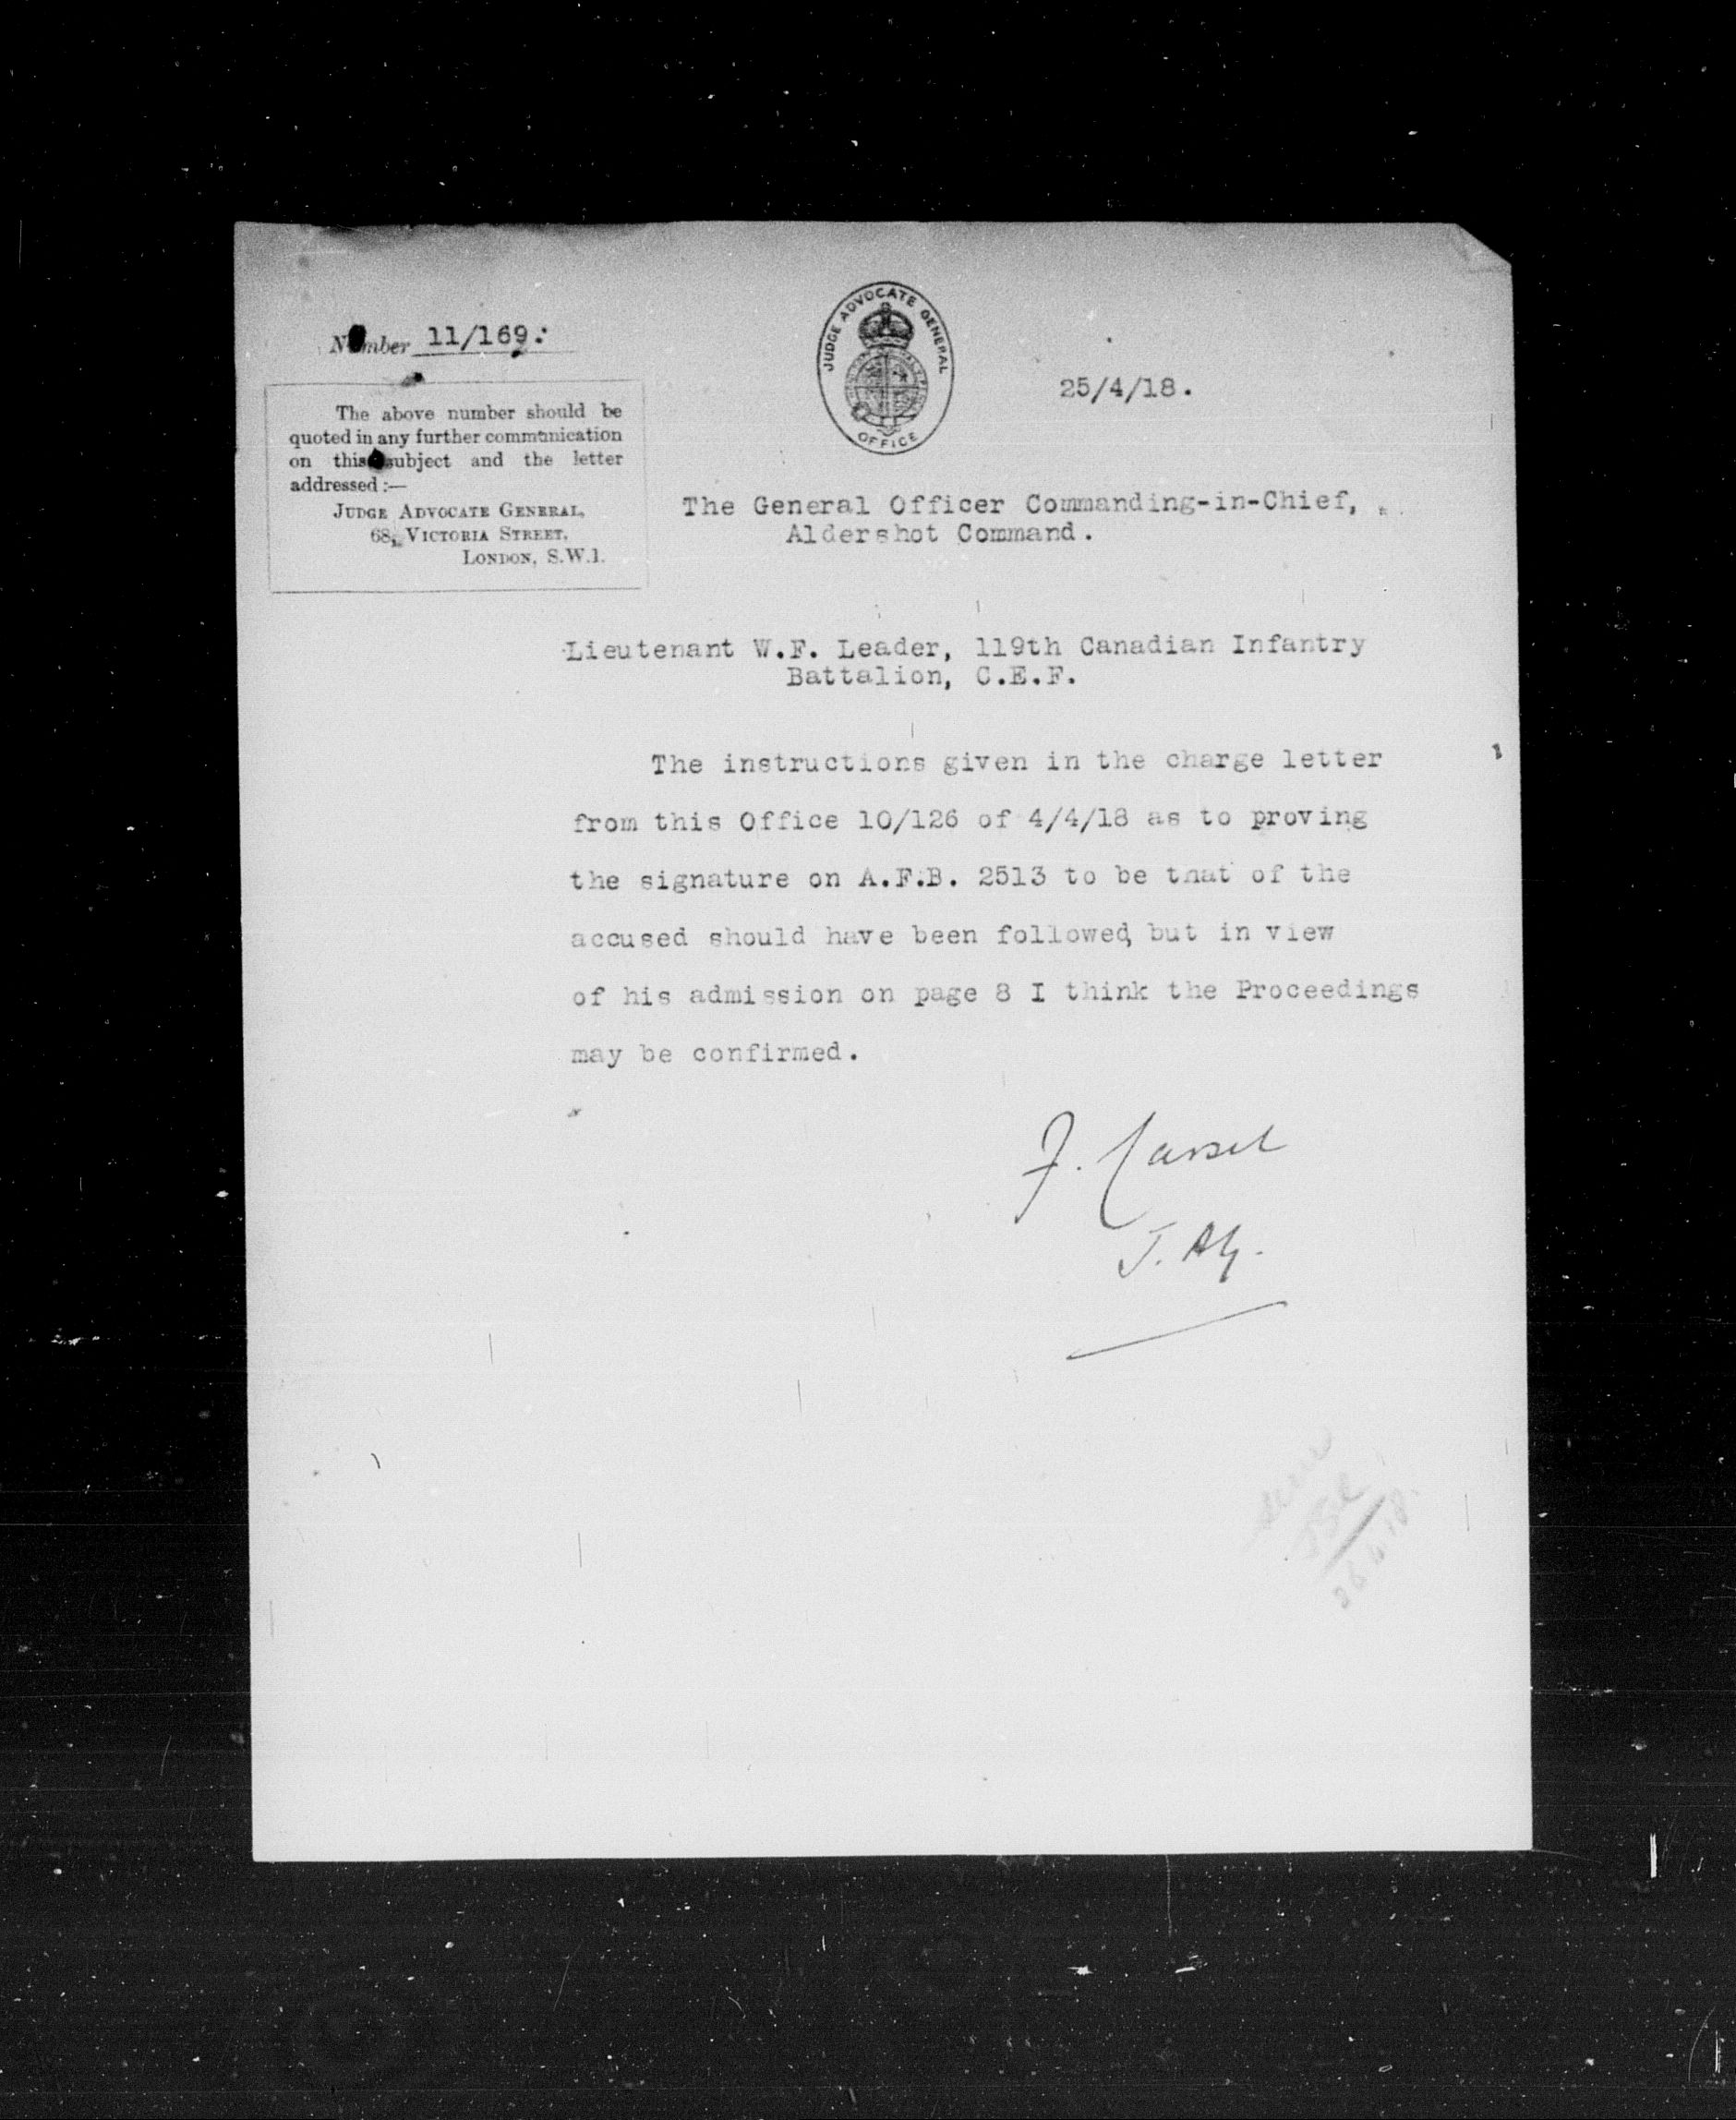 Number 11/169.
The above number should be
quoted in any further communication
on this subject and the letter
addressed:—
JUDGE ADVOCATE GENERAL,
68, VICTORIA STREET,
LONDON, S.W.1.
JUDGE ADVOCATE GENERAL
OFFICE
25/4/18.
The General Officer Commanding-in-Chief,
Aldershot Command.
Lieutenant W.F. Leader, 119th Canadian Infantry
Battalion, C.E.F.
The instructions given in the charge letter
from this Office 10/126 of 4/4/18 as to proving
the signature on A.F.B. 2513 to be that of the
accused should have been followed, but in view
of his admission on page 8 I think the Proceedings
may be confirmed.
F. Cassel
J. A. G.